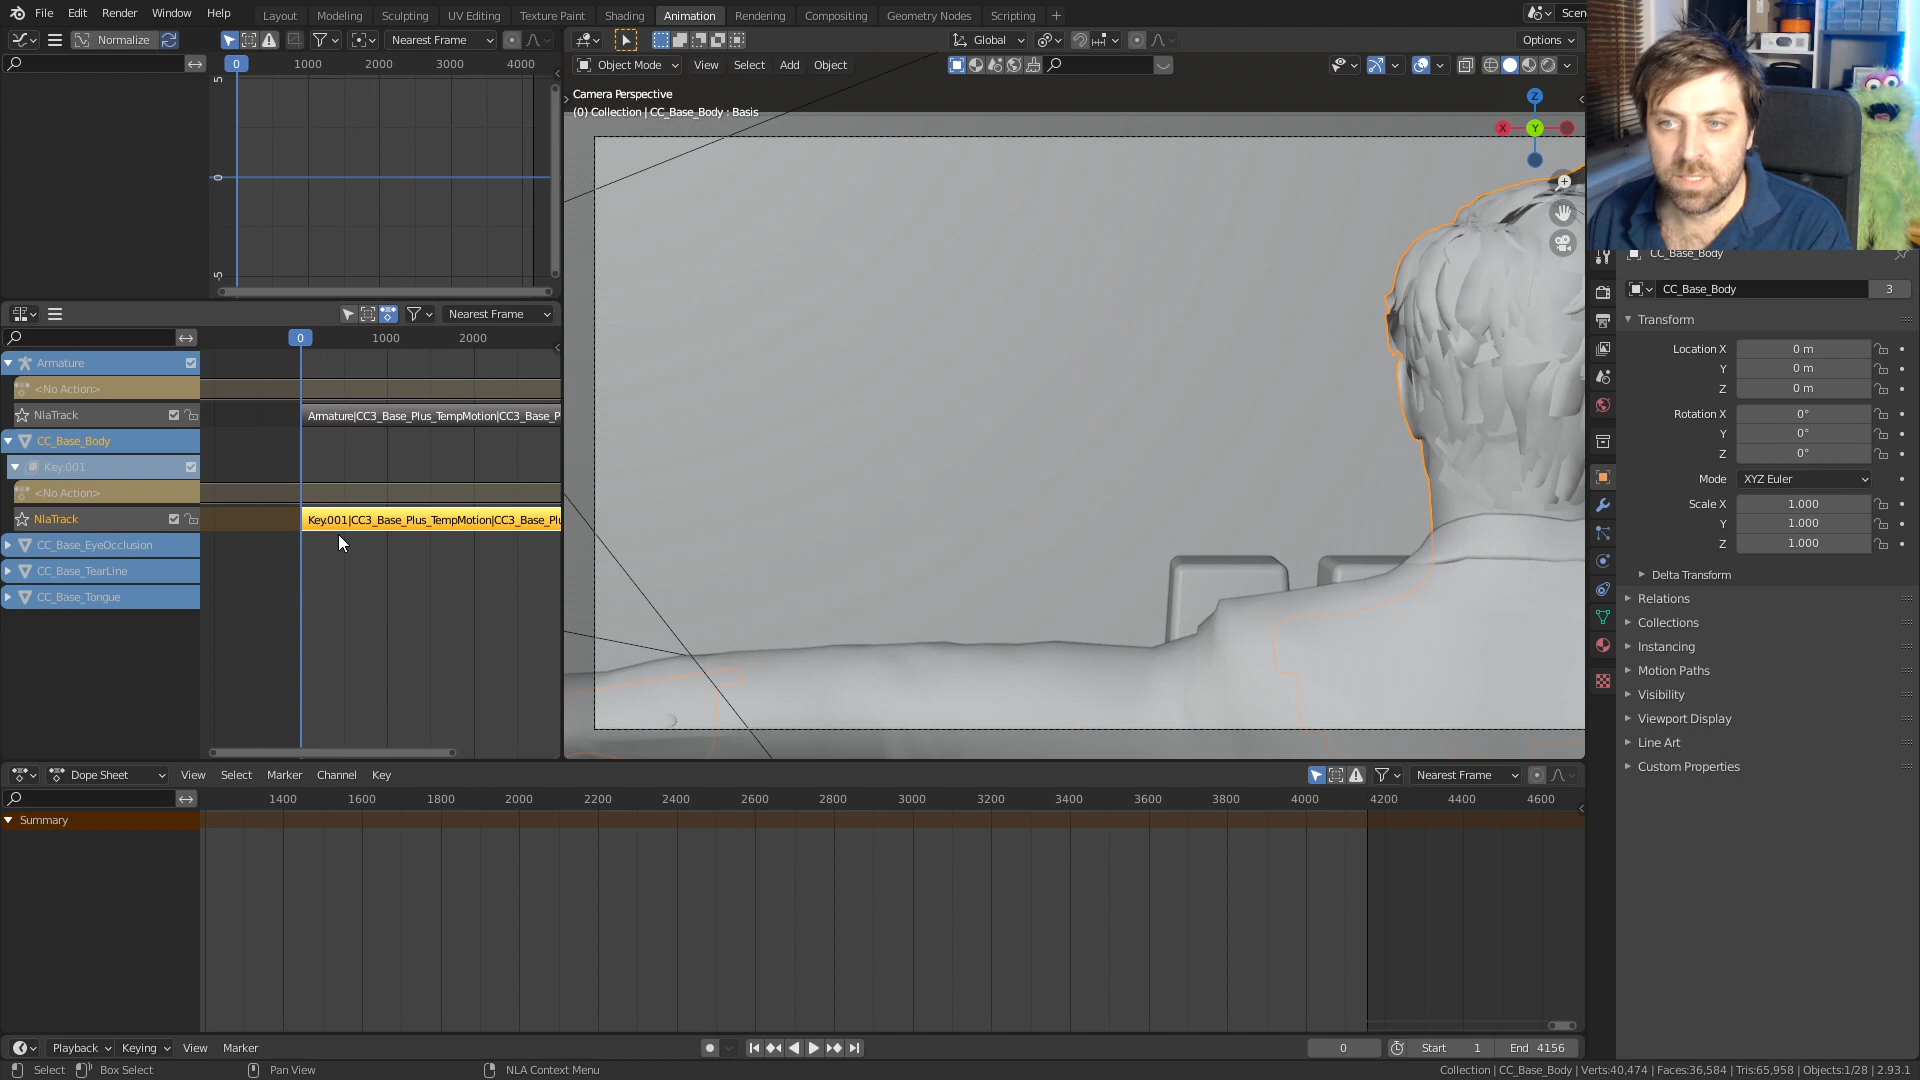 File Edit Render Window Help Layout Modeling Sculpting UV Editing Texture Paint Shading Animation Rendering Compositing Geometry Nodes Scripting + Scen
Normalize Nearest Frame Global Options
0 1000 2000 3000 4000 Object Mode View Select Add Object
5
0
-5
Camera Perspective
(0) Collection | CC_Base_Body : Basis
Z
X Y
Nearest Frame
0 1000 2000
Armature
<No Action>
NlaTrack Armature|CC3_Base_Plus_TempMotion|CC3_Base_P
CC_Base_Body
Key.001
<No Action>
NlaTrack Key.001|CC3_Base_Plus_TempMotion|CC3_Base_Plu
CC_Base_EyeOcclusion
CC_Base_TearLine
CC_Base_Tongue
CC_Base_Body
CC_Base_Body 3
Transform
Location X 0 m
Y 0 m
Z 0 m
Rotation X 0°
Y 0°
Z 0°
Mode XYZ Euler
Scale X 1.000
Y 1.000
Z 1.000
Delta Transform
Relations
Collections
Instancing
Motion Paths
Visibility
Viewport Display
Line Art
Custom Properties
Dope Sheet View Select Marker Channel Key Nearest Frame
1400 1600 1800 2000 2200 2400 2600 2800 3000 3200 3400 3600 3800 4000 4200 4400 4600
Summary
Playback Keying View Marker 0 Start 1 End 4156
Select Box Select Pan View NLA Context Menu Collection | CC_Base_Body | Verts:40,474 | Faces:36,584 | Tris:65,958 | Objects:1/28 | 2.93.1